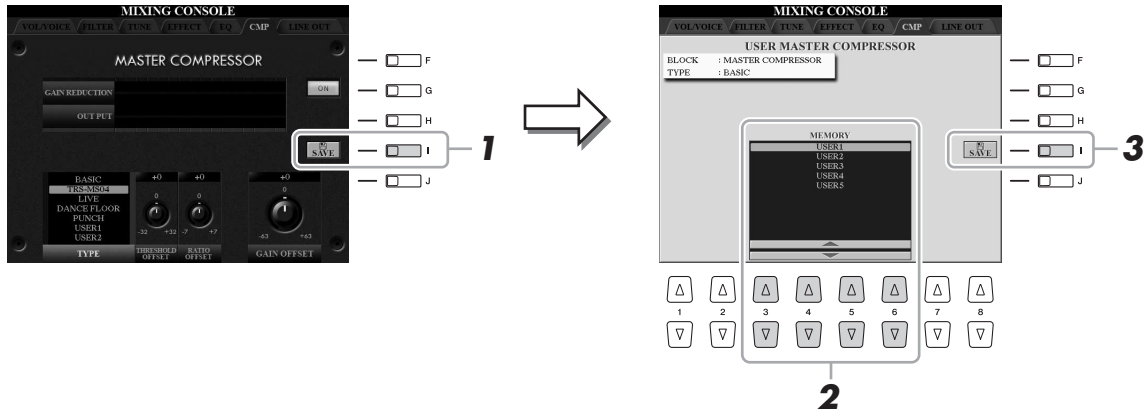 MIXING CONSOLE
VOL/VOICE FILTER TUNE EFFECT EQ CMP LINE OUT
MASTER COMPRESSOR
GAIN REDUCTION
ON
OUT PUT
SAVE
BASIC
TRS-MS04
LIVE
DANCE FLOOR
PUNCH
USER1
USER2
TYPE
+0
0
-32 +32
THRESHOLD
OFFSET
+0
0
-7 +7
RATIO
OFFSET
+0
0
-63 +63
GAIN OFFSET
F
G
H
I
J
1
MIXING CONSOLE
VOL/VOICE FILTER TUNE EFFECT EQ CMP LINE OUT
USER MASTER COMPRESSOR
BLOCK : MASTER COMPRESSOR
TYPE : BASIC
MEMORY
USER1
USER2
USER3
USER4
USER5
SAVE
F
G
H
I
J
3
1 2 3 4 5 6 7 8
2